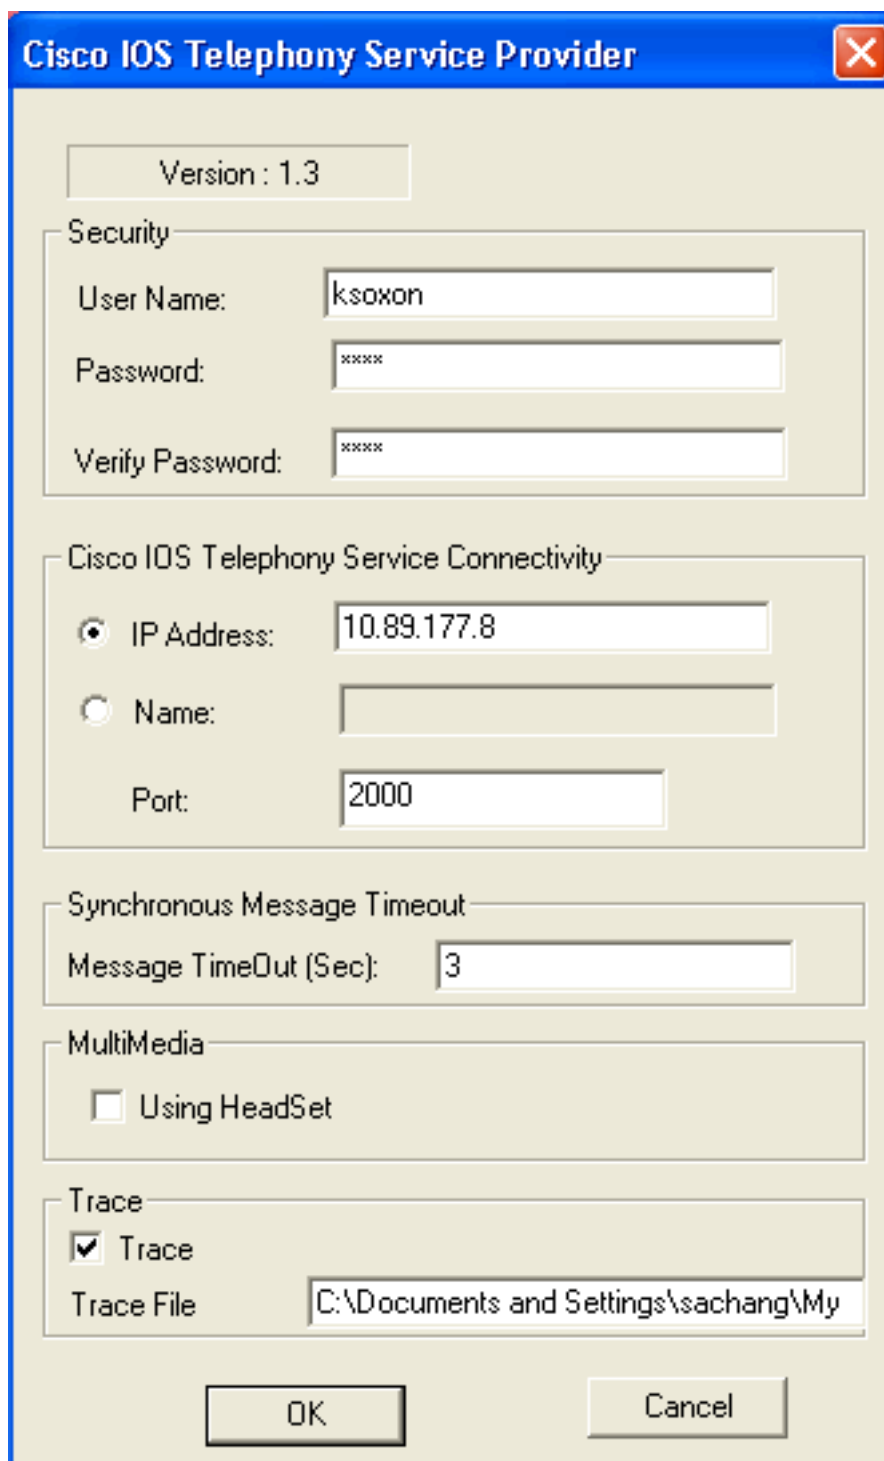 Cisco IOS Telephony Service Provider
Version : 1.3
Security
User Name: ksoxon
Password: ****
Verify Password: ****
Cisco IOS Telephony Service Connectivity
IP Address: 10.89.177.8
Name:
Port: 2000
Synchronous Message Timeout
Message TimeOut (Sec): 3
MultiMedia
Using HeadSet
Trace
Trace
Trace File C:\Documents and Settings\sachang\My
OK Cancel